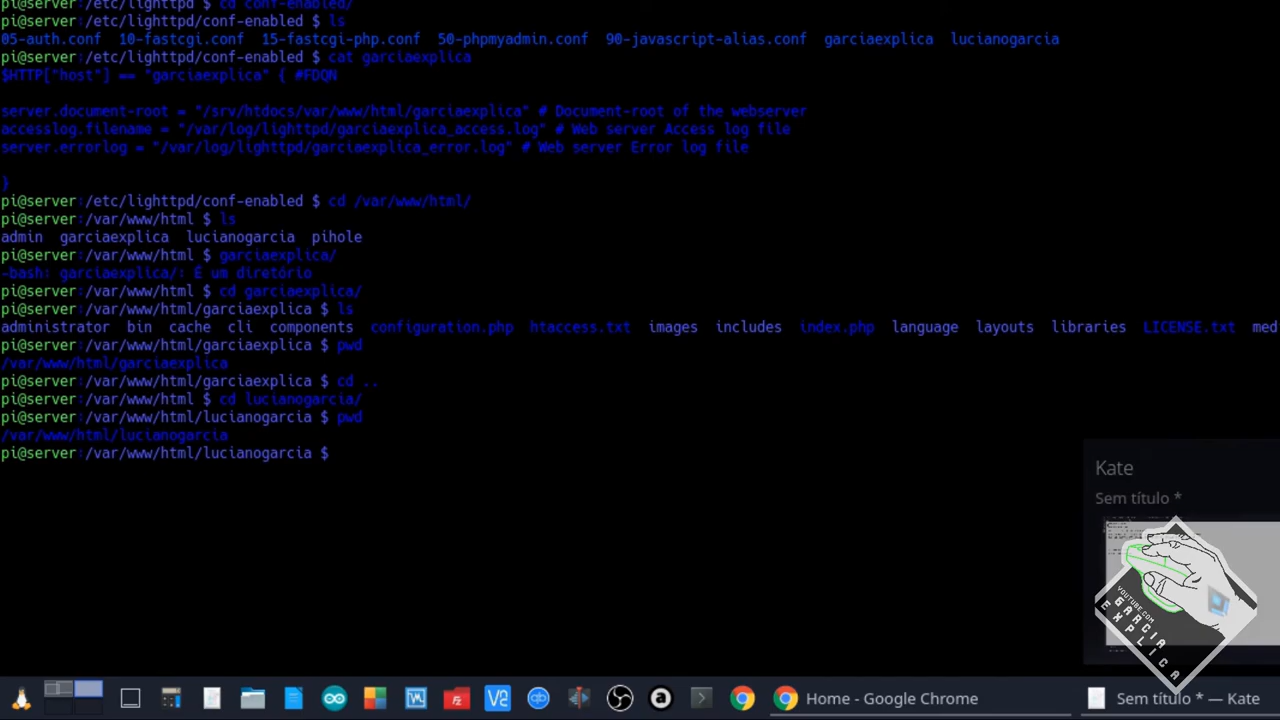 pi@server:/etc/lighttpd $ cd conf-enabled/
pi@server:/etc/lighttpd/conf-enabled $ ls
05-auth.conf  10-fastcgi.conf  15-fastcgi-php.conf  50-phpmyadmin.conf  90-javascript-alias.conf  garciaexplica  lucianogarcia
pi@server:/etc/lighttpd/conf-enabled $ cat garciaexplica
$HTTP["host"] == "garciaexplica" { #FDQN
server.document-root = "/srv/htdocs/var/www/html/garciaexplica" # Document-root of the webserver
accesslog.filename = "/var/log/lighttpd/garciaexplica_access.log" # Web server Access log file
server.errorlog = "/var/log/lighttpd/garciaexplica_error.log" # Web server Error log file
}
pi@server:/etc/lighttpd/conf-enabled $ cd /var/www/html/
pi@server:/var/www/html $ ls
admin  garciaexplica  lucianogarcia  pihole
pi@server:/var/www/html $ garciaexplica/
-bash: garciaexplica/: É um diretório
pi@server:/var/www/html $ cd garciaexplica/
pi@server:/var/www/html/garciaexplica $ ls
administrator  bin  cache  cli  components  configuration.php  htaccess.txt  images  includes  index.php  language  layouts  libraries  LICENSE.txt  med
pi@server:/var/www/html/garciaexplica $ pwd
/var/www/html/garciaexplica
pi@server:/var/www/html/garciaexplica $ cd ..
pi@server:/var/www/html $ cd lucianogarcia/
pi@server:/var/www/html/lucianogarcia $ pwd
/var/www/html/lucianogarcia
pi@server:/var/www/html/lucianogarcia $
Kate
Sem título *
YOUTUBE.COM
GARCIA
EXPLICA
Home - Google Chrome
Sem título * — Kate